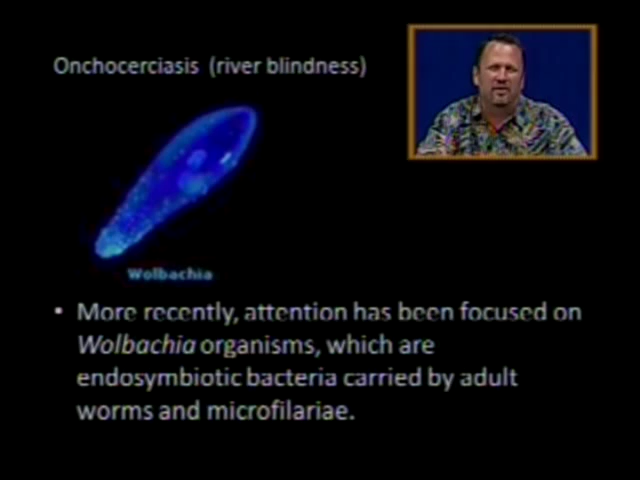 Onchocerciasis (river blindness)
Wolbachia
• More recently, attention has been focused on
Wolbachia organisms, which are
endosymbiotic bacteria carried by adult
worms and microfilariae.